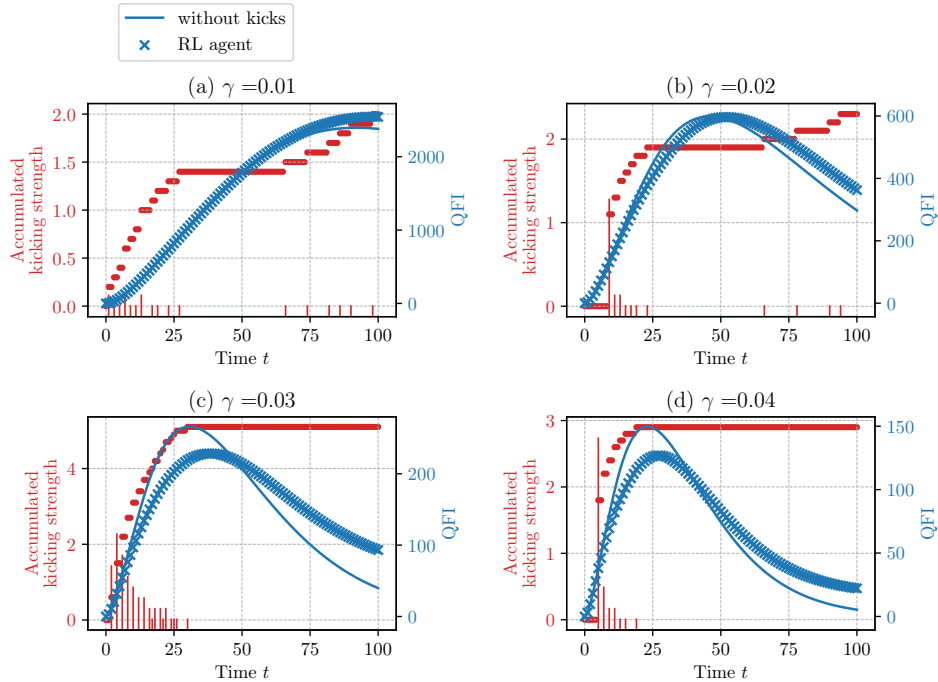 without kicks
RL agent
(a) γ =0.01
2.0
1.5
1.0
0.5
0.0
Accumulated
kicking strength
2000
1000
0
QFI
0
25
50
75
100
Time t
(b) γ =0.02
2
1
0
Accumulated
kicking strength
600
400
200
0
QFI
0
25
50
75
100
Time t
(c) γ =0.03
4
2
0
Accumulated
kicking strength
200
100
0
QFI
0
25
50
75
100
Time t
(d) γ =0.04
3
2
1
0
Accumulated
kicking strength
150
100
50
0
QFI
0
25
50
75
100
Time t